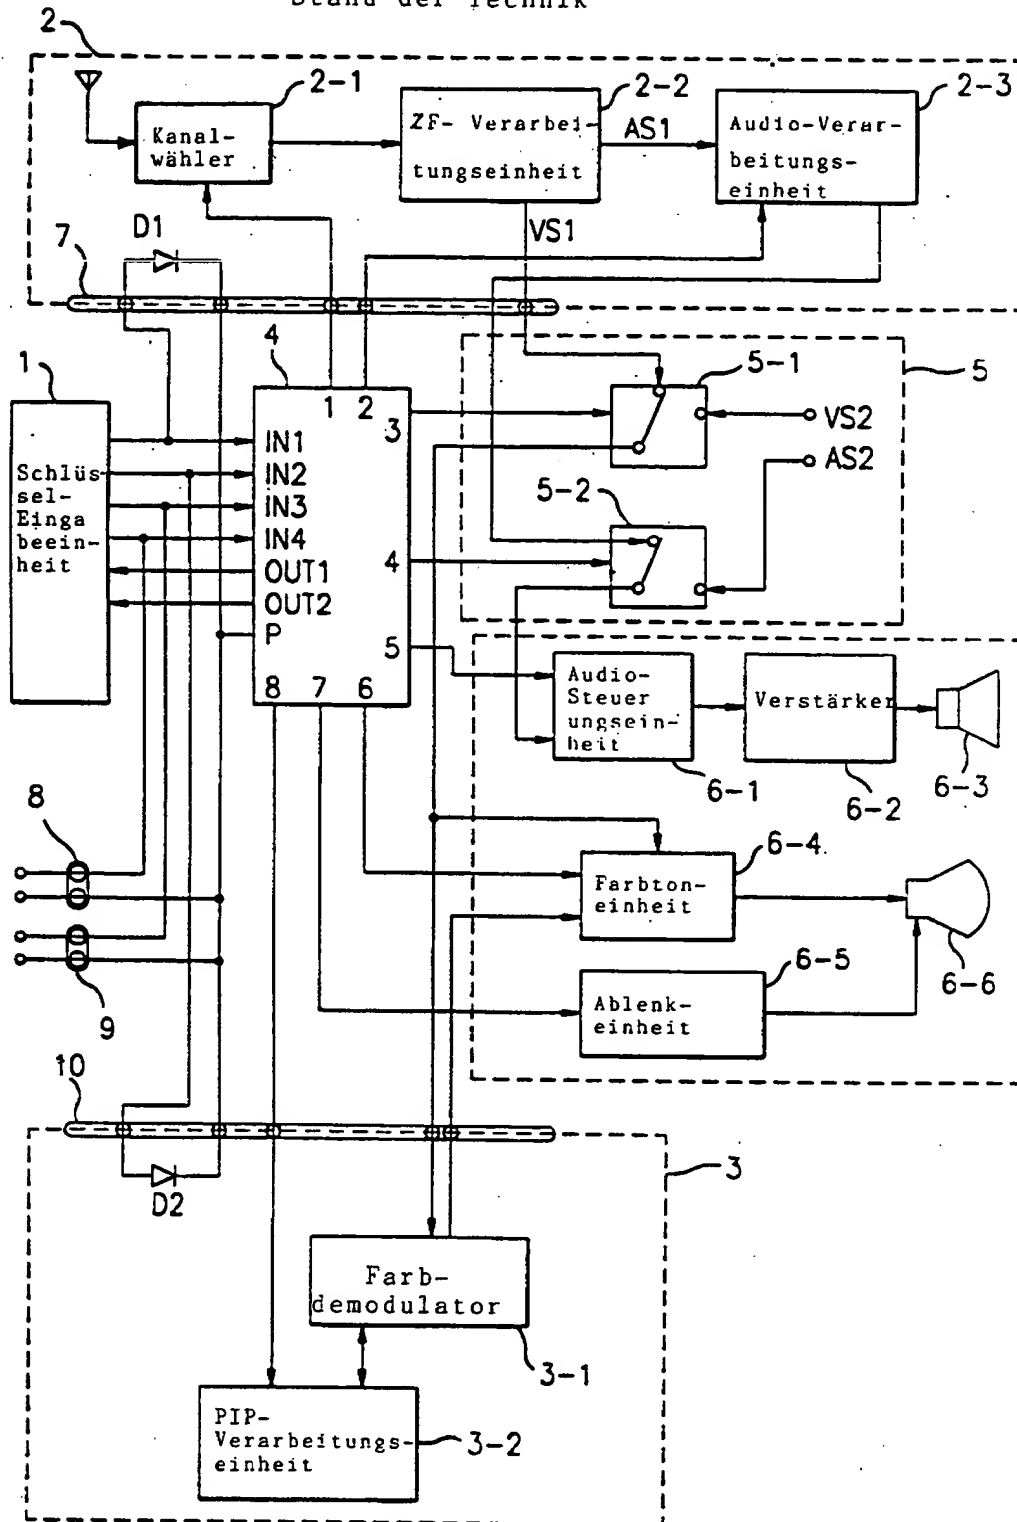 Stand der Technik
2
2-1
2-2
2-3
Kanal-
wähler
ZF- Verarbei-
tungseinheit
AS1
Audio-Verar-
beitungs-
einheit
VS1
D1
7
1
4
5
5-1
1
2
3
VS2
AS2
Schlüs-
sel-
Einga
beein-
heit
IN1
IN2
IN3
IN4
OUT1
OUT2
P
5-2
4
5
8
7
6
Audio-
Steuer
ungsein-
heit
Verstärker
6-1
6-2
6-3
8
9
6-4
Farbton-
einheit
6-5
6-6
Ablenk-
einheit
10
D2
3
Farb-
demodulator
3-1
PIP-
Verarbeitungs-
einheit
3-2